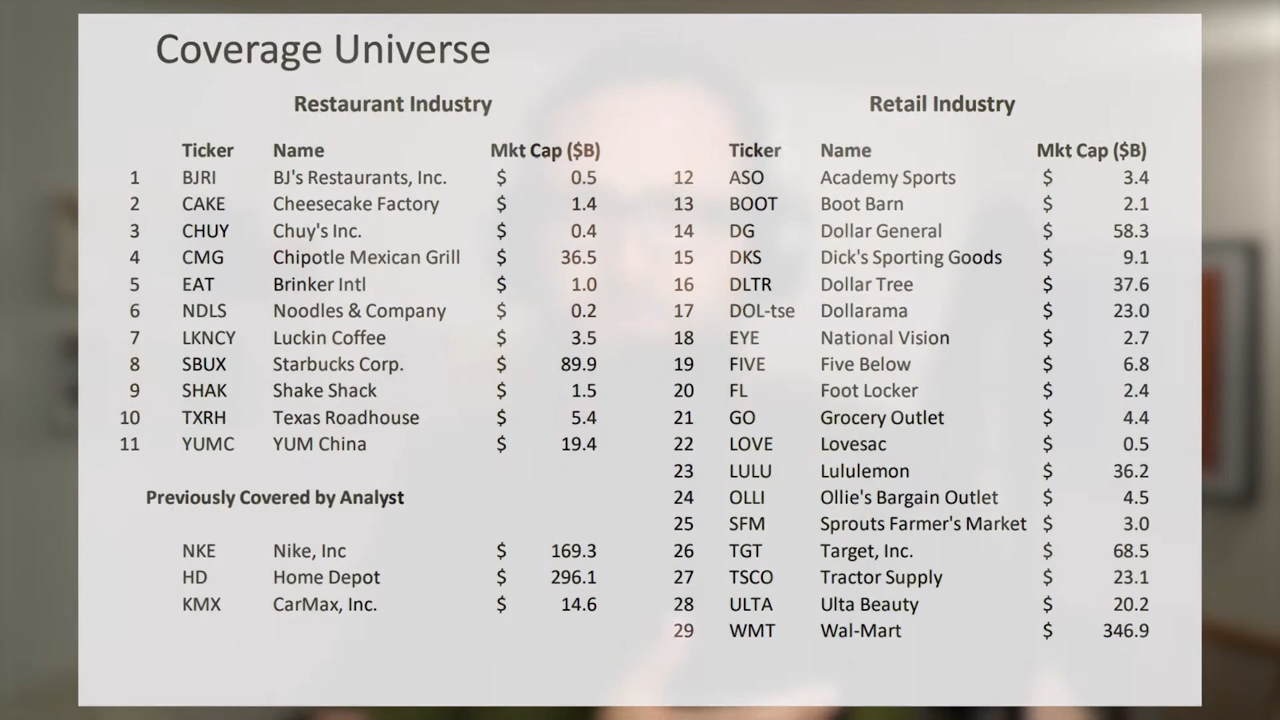 Coverage Universe
Restaurant Industry
Ticker Name Mkt Cap ($B)
1 BJRI BJ's Restaurants, Inc. $ 0.5
2 CAKE Cheesecake Factory $ 1.4
3 CHUY Chuy's Inc. $ 0.4
4 CMG Chipotle Mexican Grill $ 36.5
5 EAT Brinker Intl $ 1.0
6 NDLS Noodles & Company $ 0.2
7 LKNCY Luckin Coffee $ 3.5
8 SBUX Starbucks Corp. $ 89.9
9 SHAK Shake Shack $ 1.5
10 TXRH Texas Roadhouse $ 5.4
11 YUMC YUM China $ 19.4
Previously Covered by Analyst
NKE Nike, Inc $ 169.3
HD Home Depot $ 296.1
KMX CarMax, Inc. $ 14.6
Retail Industry
Ticker Name Mkt Cap ($B)
12 ASO Academy Sports $ 3.4
13 BOOT Boot Barn $ 2.1
14 DG Dollar General $ 58.3
15 DKS Dick's Sporting Goods $ 9.1
16 DLTR Dollar Tree $ 37.6
17 DOL-tse Dollarama $ 23.0
18 EYE National Vision $ 2.7
19 FIVE Five Below $ 6.8
20 FL Foot Locker $ 2.4
21 GO Grocery Outlet $ 4.4
22 LOVE Lovesac $ 0.5
23 LULU Lululemon $ 36.2
24 OLLI Ollie's Bargain Outlet $ 4.5
25 SFM Sprouts Farmer's Market $ 3.0
26 TGT Target, Inc. $ 68.5
27 TSCO Tractor Supply $ 23.1
28 ULTA Ulta Beauty $ 20.2
29 WMT Wal-Mart $ 346.9